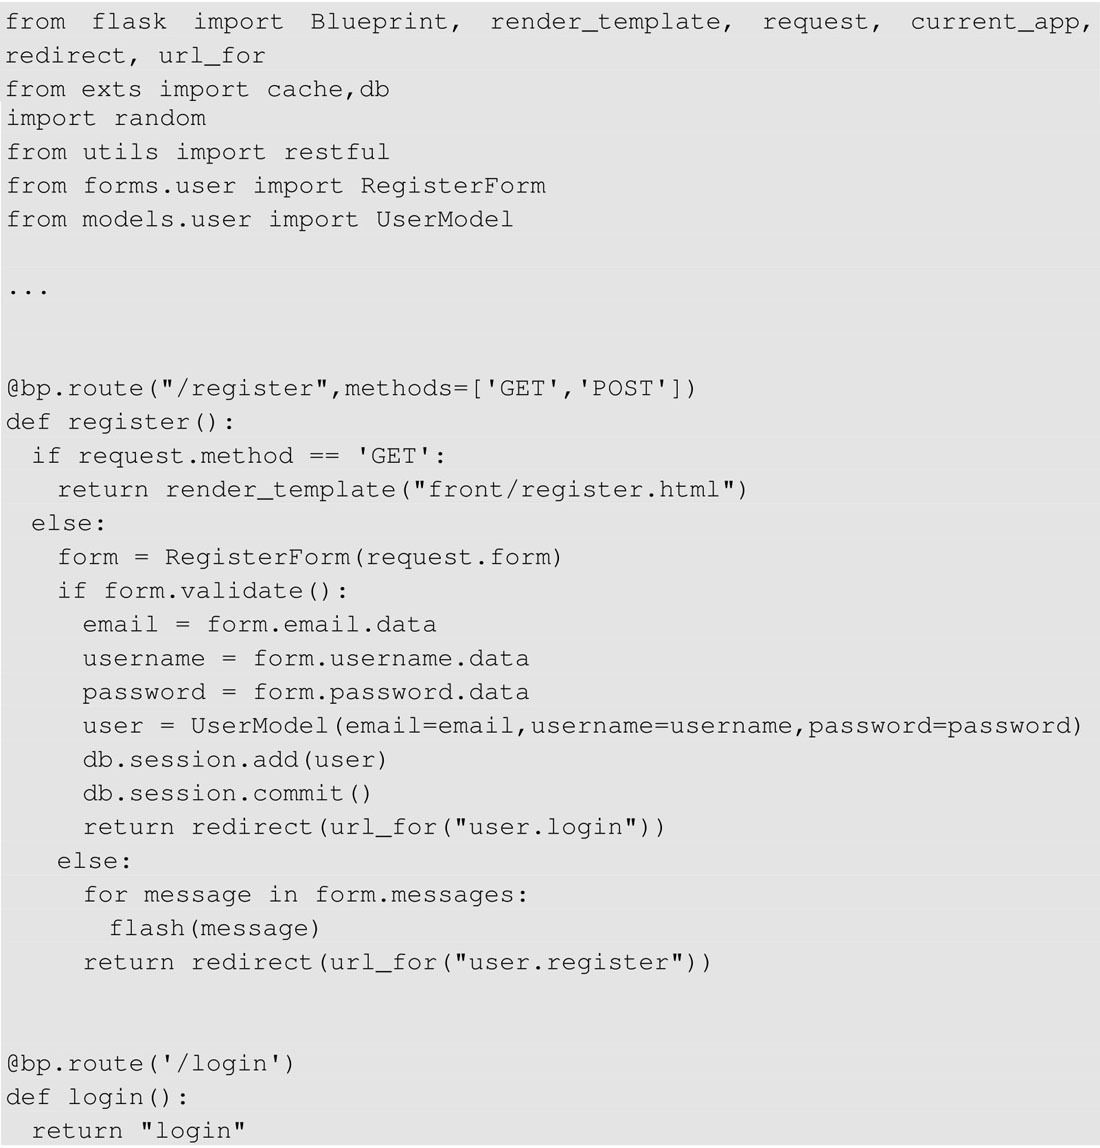 from flask import Blueprint, render_template, request, current_app,
redirect, url_for
from exts import cache,db
import random
from utils import restful
from forms.user import RegisterForm
from models.user import UserModel
...
@bp.route("/register",methods=['GET','POST'])
def register():
  if request.method == 'GET':
    return render_template("front/register.html")
  else:
    form = RegisterForm(request.form)
    if form.validate():
      email = form.email.data
      username = form.username.data
      password = form.password.data
      user = UserModel(email=email,username=username,password=password)
      db.session.add(user)
      db.session.commit()
      return redirect(url_for("user.login"))
    else:
      for message in form.messages:
        flash(message)
      return redirect(url_for("user.register"))
@bp.route('/login')
def login():
  return "login"